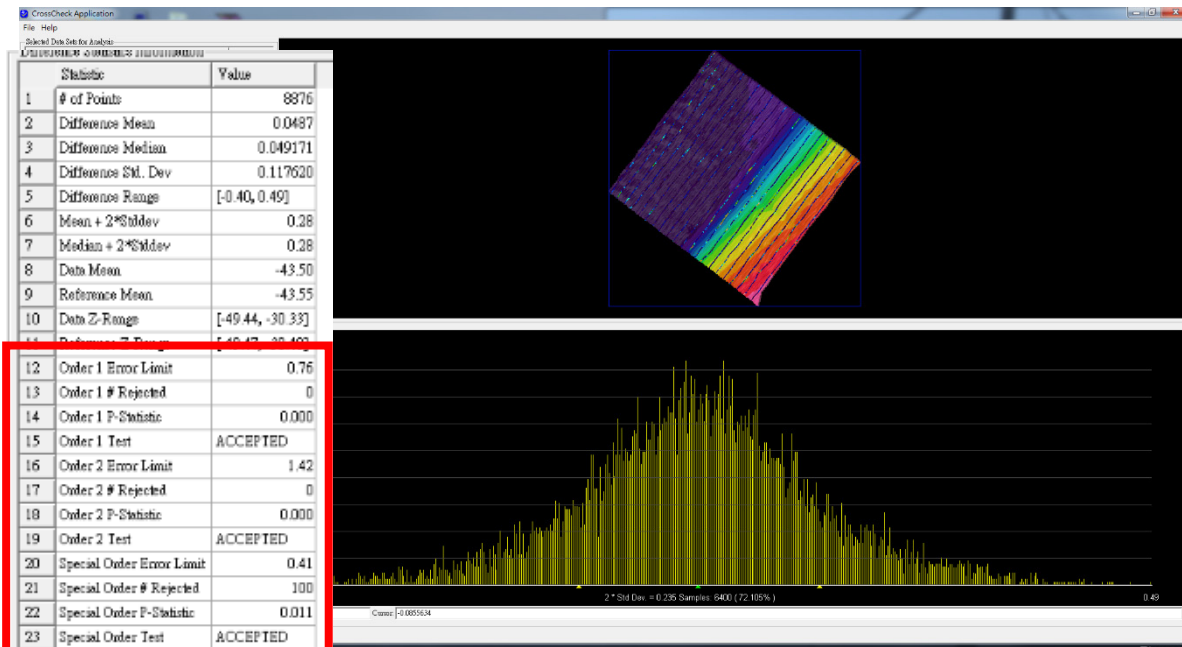 CrossCheck Application
File Help
Selected Data Sets for Analysis
Difference Statistics Information
Statistic Value
1 # of Points 8876
2 Difference Mean 0.0487
3 Difference Median 0.049171
4 Difference Std. Dev 0.117620
5 Difference Range [-0.40, 0.49]
6 Mean + 2*Stddev 0.28
7 Median + 2*Stddev 0.28
8 Data Mean -43.50
9 Reference Mean -43.55
10 Data Z-Range [-49.44, -30.33]
12 Order 1 Error Limit 0.76
13 Order 1 # Rejected 0
14 Order 1 P-Statistic 0.000
15 Order 1 Test ACCEPTED
16 Order 2 Error Limit 1.42
17 Order 2 # Rejected 0
18 Order 2 P-Statistic 0.000
19 Order 2 Test ACCEPTED
20 Special Order Error Limit 0.41
21 Special Order # Rejected 100
22 Special Order P-Statistic 0.011
23 Special Order Test ACCEPTED
2 * Std Dev. = 0.235 Samples: 6400 ( 72.105% )
0.49
Cursor: -0.0855634